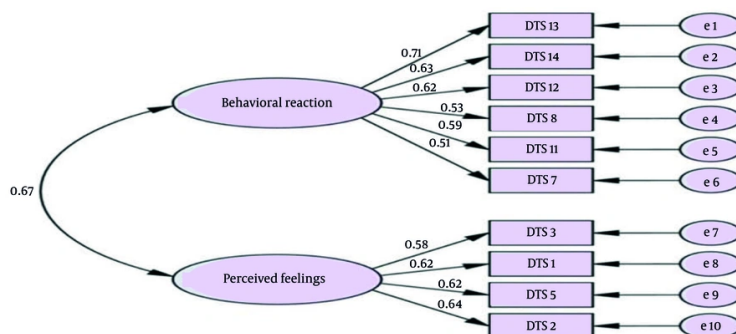 DTS 13
e 1
0.71
DTS 14
e 2
0.63
DTS 12
e 3
0.62
Behavioral reaction
DTS 8
e 4
0.53
DTS 11
e 5
0.59
DTS 7
e 6
0.51
0.67
DTS 3
e 7
0.58
DTS 1
e 8
0.62
Perceived feelings
DTS 5
e 9
0.62
DTS 2
e 10
0.64